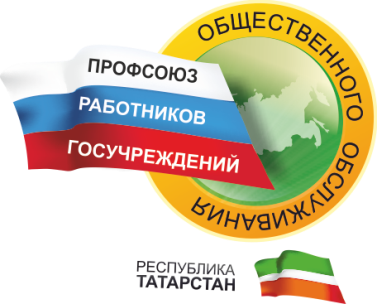 ПРОФСОЮЗ
РАБОТНИКОВ
ГОСУЧРЕЖДЕНИЙ
ОБЩЕСТВЕННОГО ОБСЛУЖИВАНИЯ
РЕСПУБЛИКА
ТАТАРСТАН